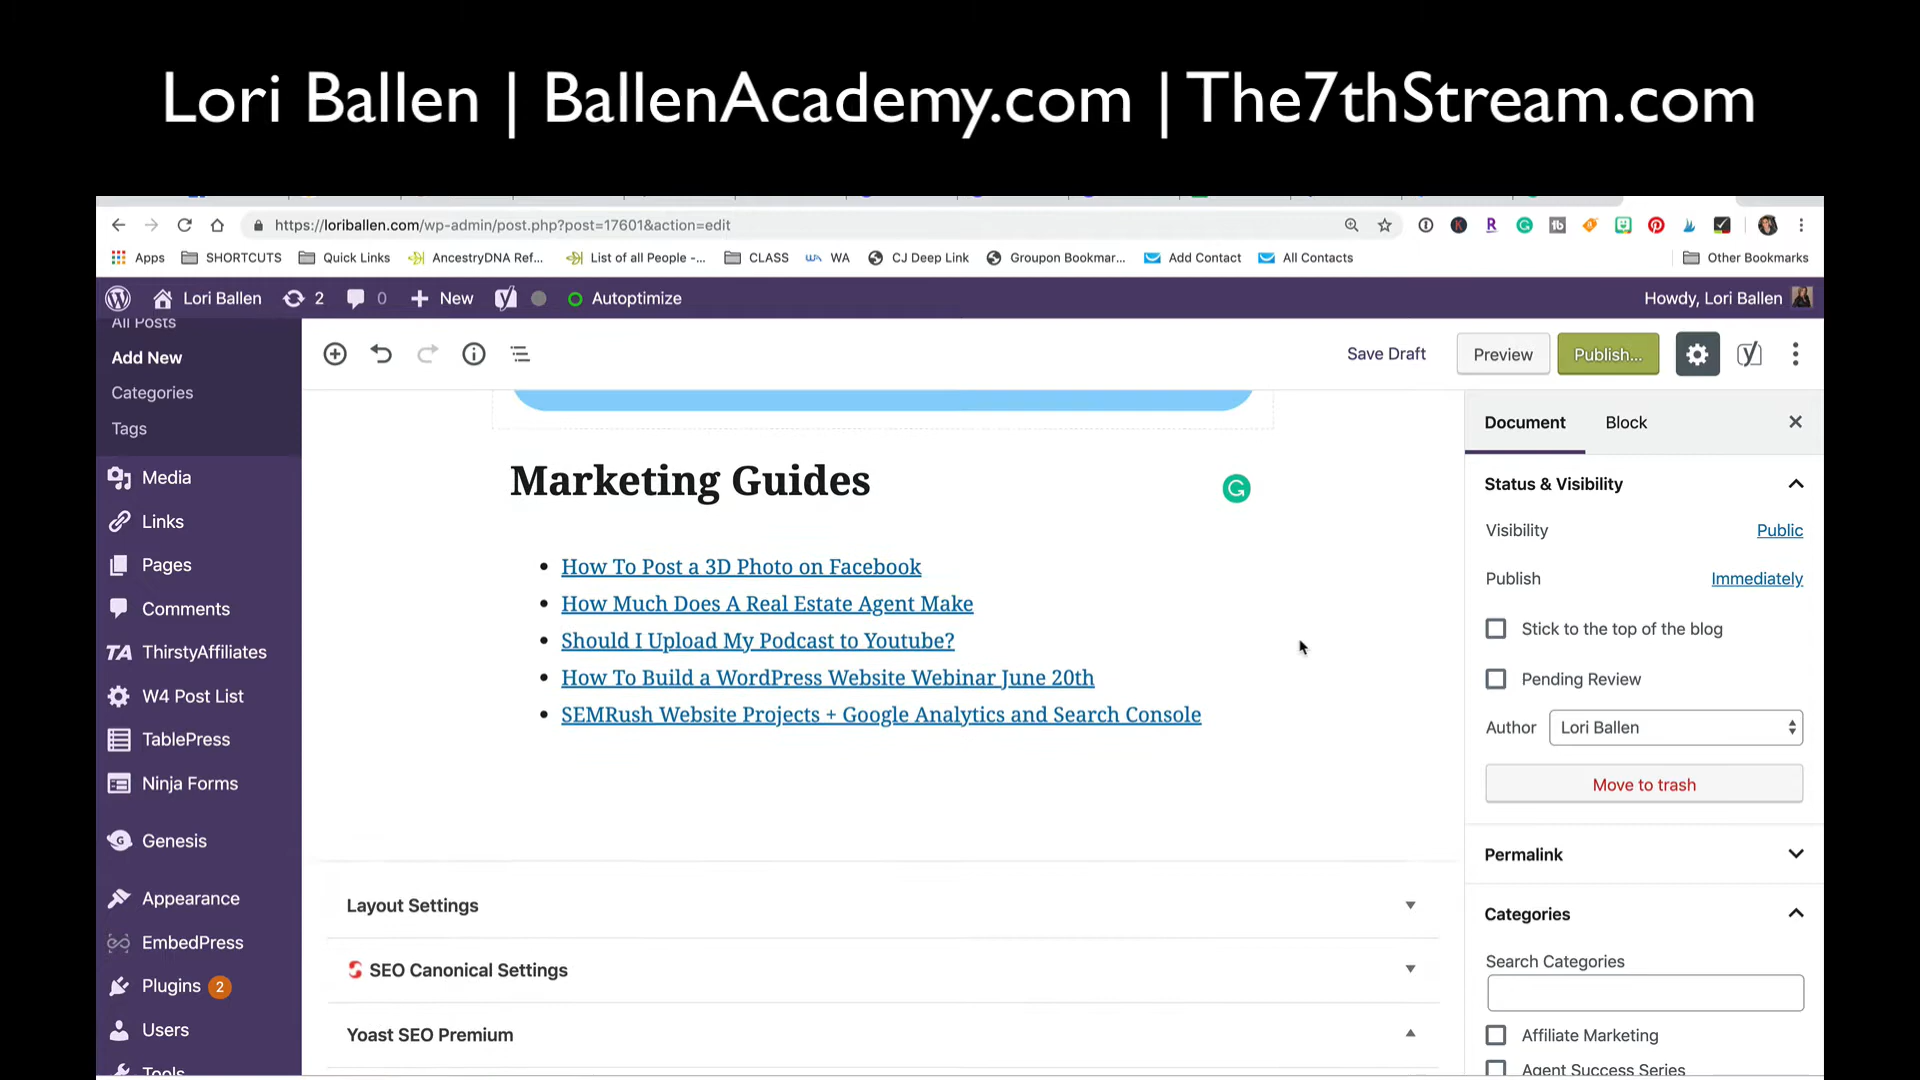 Lori Ballen | BallenAcademy.com | The7thStream.com
https://loriballen.com/wp-admin/post.php?post=17601&action=edit
Apps SHORTCUTS Quick Links AncestryDNA Ref... List of all People -... CLASS WA CJ Deep Link Groupon Bookmar... Add Contact All Contacts Other Bookmarks
Lori Ballen 2 0 New Autoptimize Howdy, Lori Ballen
All Posts
Add New
Categories
Tags
Media
Links
Pages
Comments
TA ThirstyAffiliates
W4 Post List
TablePress
Ninja Forms
Genesis
Appearance
EmbedPress
Plugins 2
Users
Tools
Save Draft Preview Publish...
Marketing Guides
How To Post a 3D Photo on Facebook
How Much Does A Real Estate Agent Make
Should I Upload My Podcast to Youtube?
How To Build a WordPress Website Webinar June 20th
SEMRush Website Projects + Google Analytics and Search Console
Layout Settings
SEO Canonical Settings
Yoast SEO Premium
Document Block
Status & Visibility
Visibility Public
Publish Immediately
Stick to the top of the blog
Pending Review
Author Lori Ballen
Move to trash
Permalink
Categories
Search Categories
Affiliate Marketing
Agent Success Series